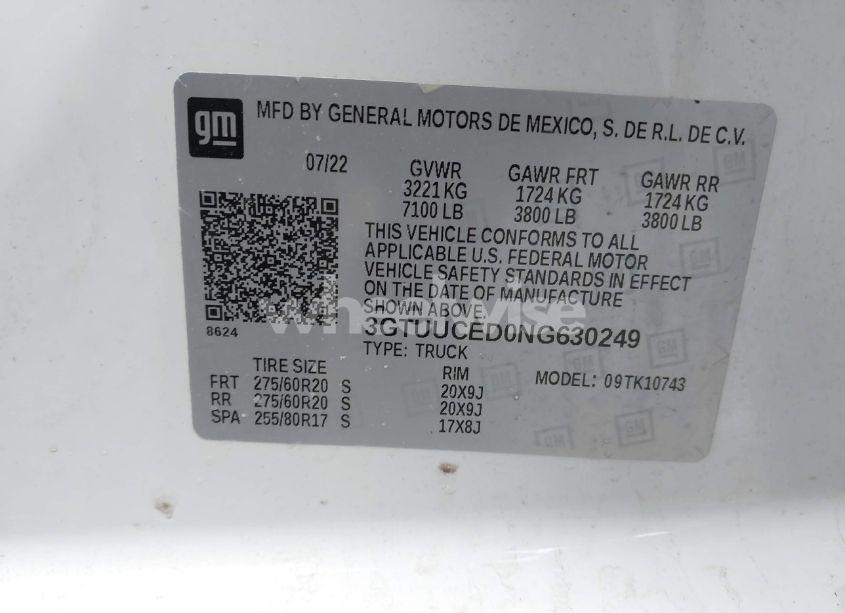 gm
MFD BY GENERAL MOTORS DE MEXICO, S. DE R.L. DE C.V.
07/22 GVWR GAWR FRT GAWR RR
3221 KG 1724 KG 1724 KG
7100 LB 3800 LB 3800 LB
THIS VEHICLE CONFORMS TO ALL
APPLICABLE U.S. FEDERAL MOTOR
VEHICLE SAFETY STANDARDS IN EFFECT
ON THE DATE OF MANUFACTURE
SHOWN ABOVE.
8624
3GTUUCED0NG630249
TYPE: TRUCK
TIRE SIZE RIM MODEL: 09TK10743
FRT 275/60R20 S 20X9J
RR 275/60R20 S 20X9J
SPA 255/80R17 S 17X8J